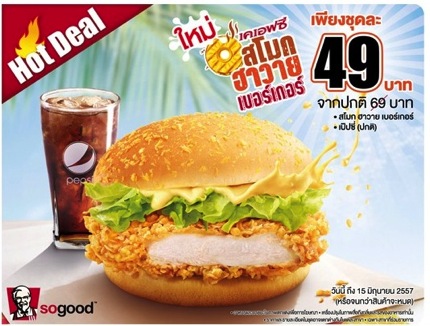 Hot Deal
ใหม่
เคเอฟซี
สโมก
ฮาวาย
เบอร์เกอร์
เพียงชุดละ
49 บาท
จากปกติ 69 บาท
• สโมก ฮาวาย เบอร์เกอร์
• เป๊ปซี่ (ปกติ)
pepsi
วันนี้ ถึง 15 มิถุนายน 2557
(หรือจนกว่าสินค้าจะหมด)
KFC
sogood